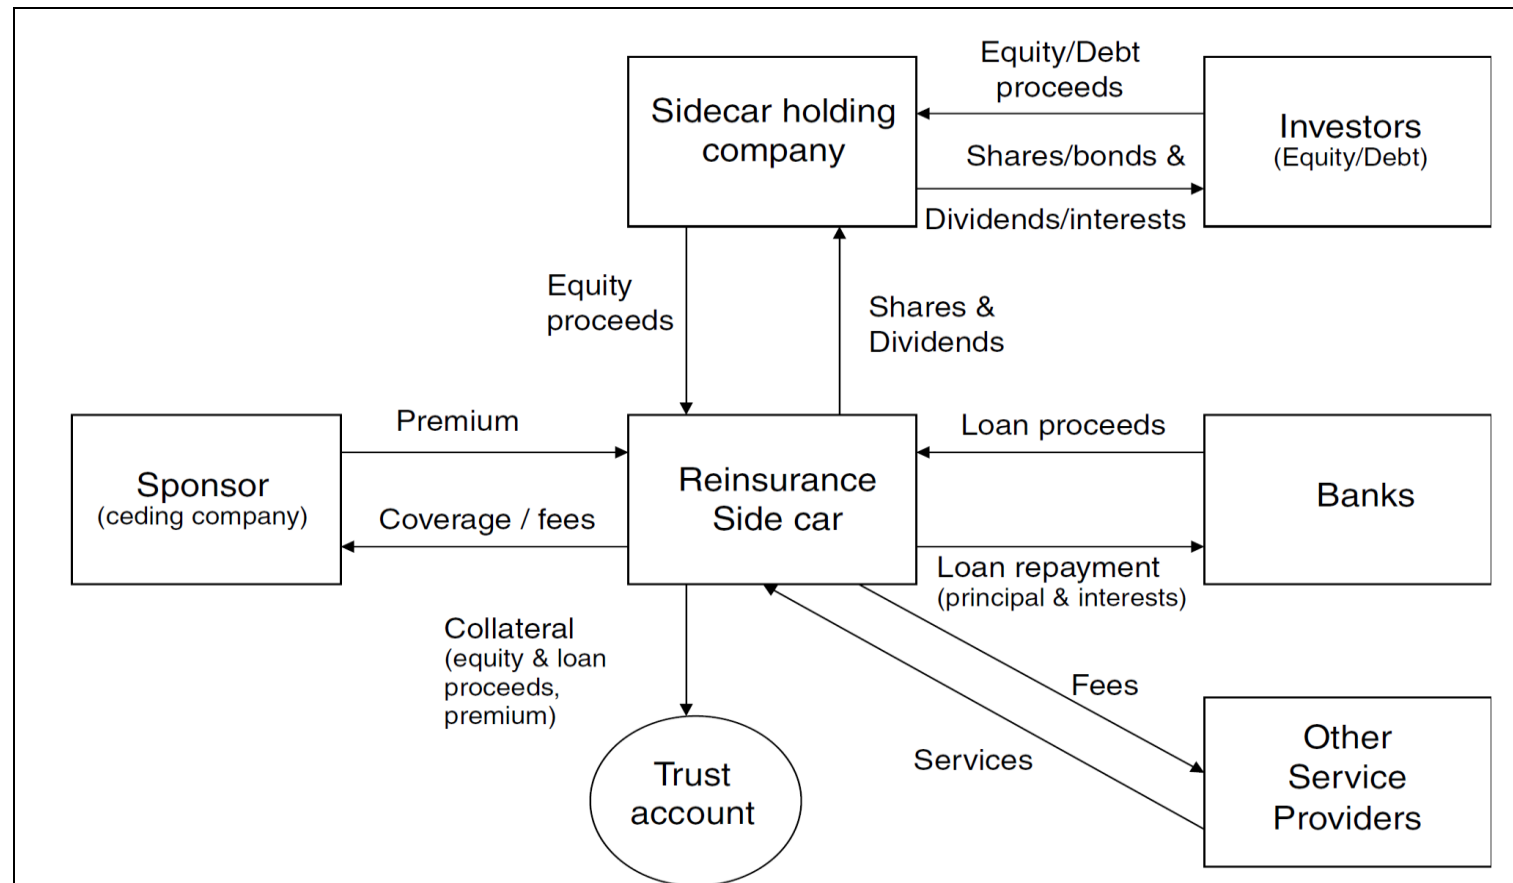 Equity/Debt
proceeds
Sidecar holding
company
Investors
(Equity/Debt)
Shares/bonds &
Dividends/interests
Equity
proceeds
Shares &
Dividends
Premium
Loan proceeds
Sponsor
(ceding company)
Reinsurance
Side car
Banks
Coverage / fees
Loan repayment
(principal & interests)
Collateral
(equity & loan
proceeds,
premium)
Fees
Services
Other
Service
Providers
Trust
account